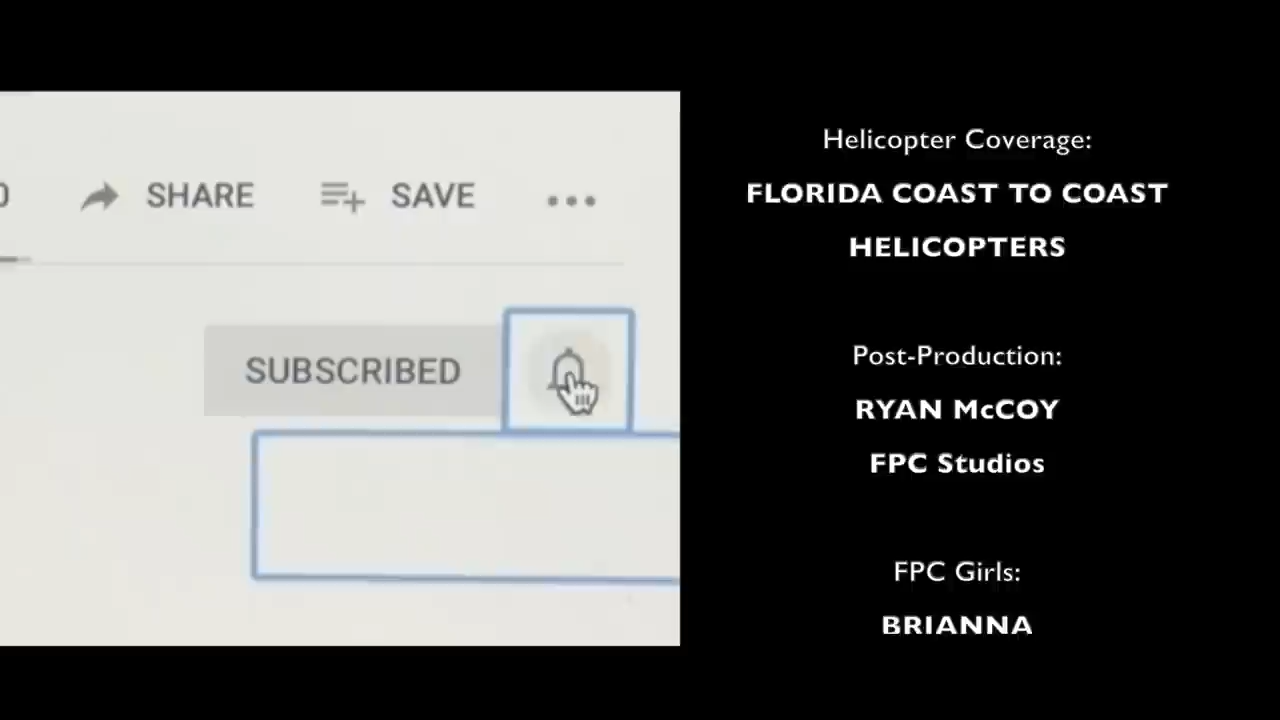 SHARE
SAVE
SUBSCRIBED
Helicopter Coverage:
FLORIDA COAST TO COAST
HELICOPTERS
Post-Production:
RYAN McCOY
FPC Studios
FPC Girls:
BRIANNA